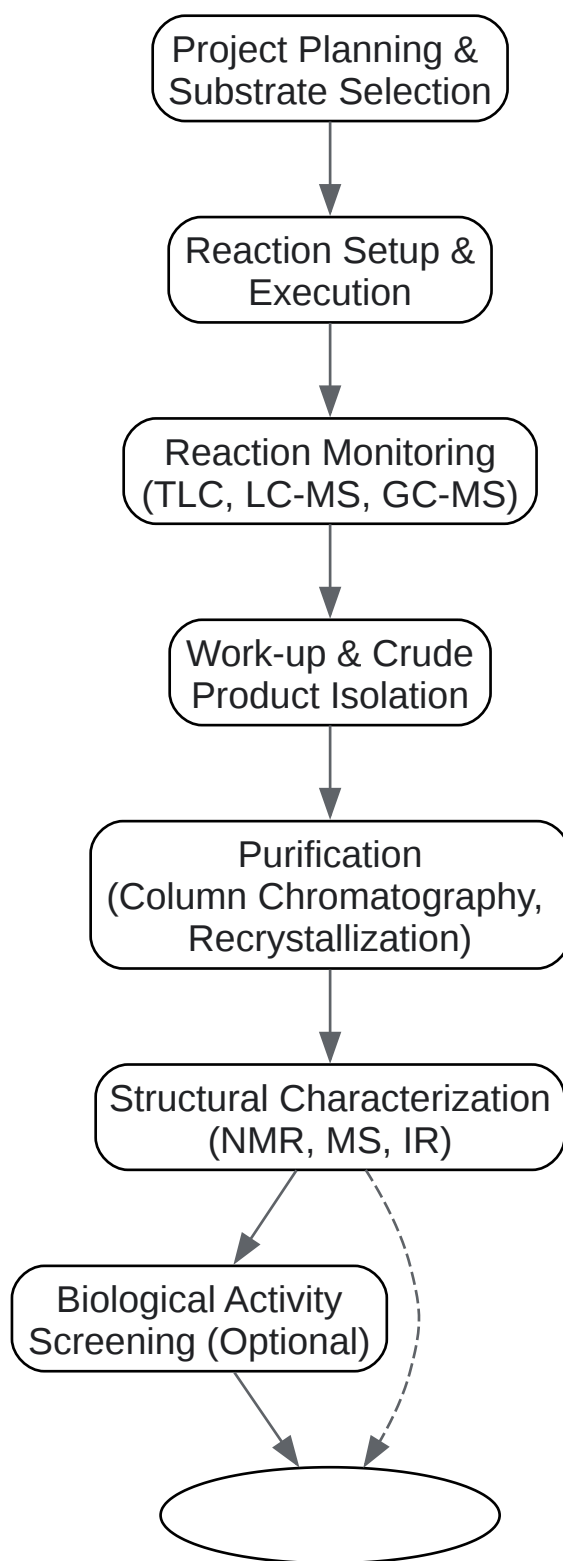 Project Planning &
Substrate Selection
Reaction Setup &
Execution
Reaction Monitoring
(TLC, LC-MS, GC-MS)
Work-up & Crude
Product Isolation
Purification
(Column Chromatography,
Recrystallization)
Structural Characterization
(NMR, MS, IR)
Biological Activity
Screening (Optional)